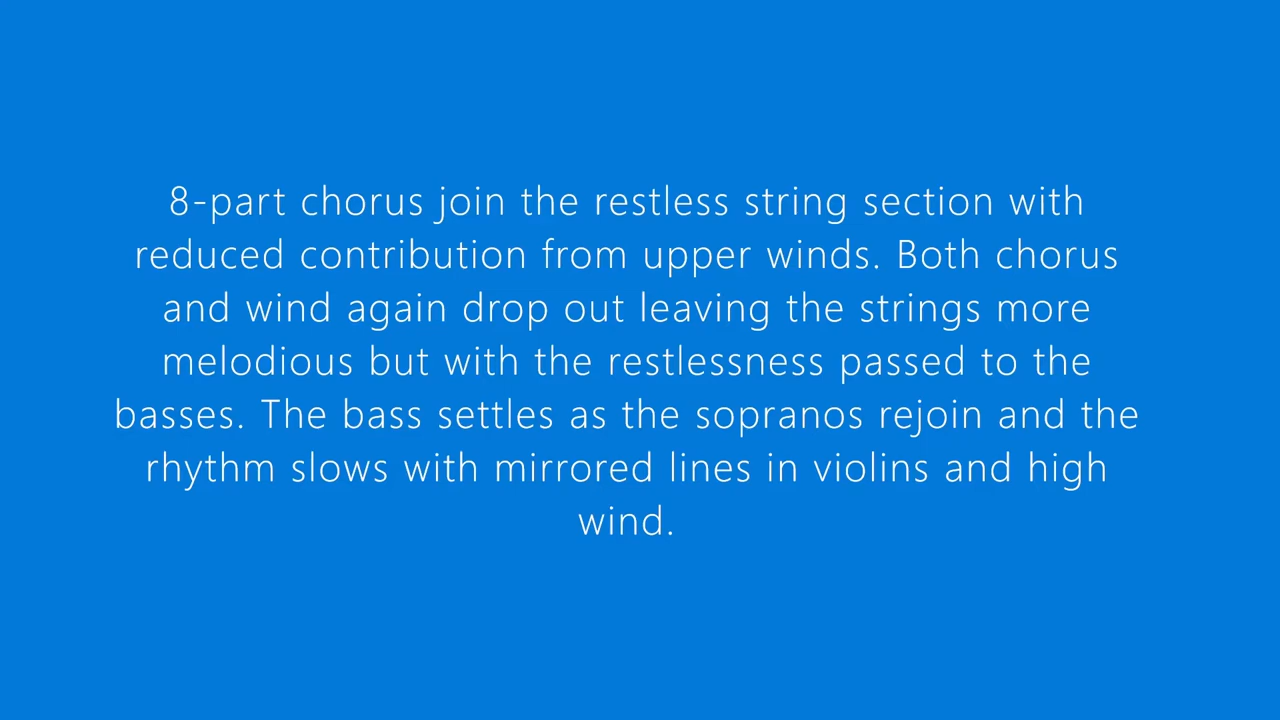 8-part chorus join the restless string section with
reduced contribution from upper winds. Both chorus
and wind again drop out leaving the strings more
melodious but with the restlessness passed to the
basses. The bass settles as the sopranos rejoin and the
rhythm slows with mirrored lines in violins and high
wind.